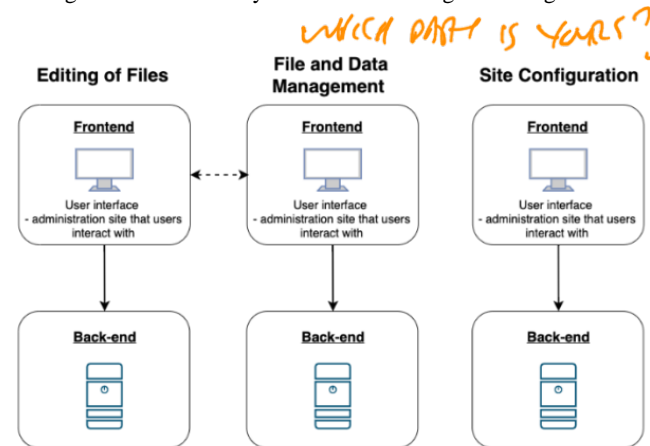 WHICH PART IS YOURS?
Editing of Files
File and Data
Management
Site Configuration
Frontend
User interface
- administration site that users
interact with
Frontend
User interface
- administration site that users
interact with
Frontend
User interface
- administration site that users
interact with
Back-end
Back-end
Back-end